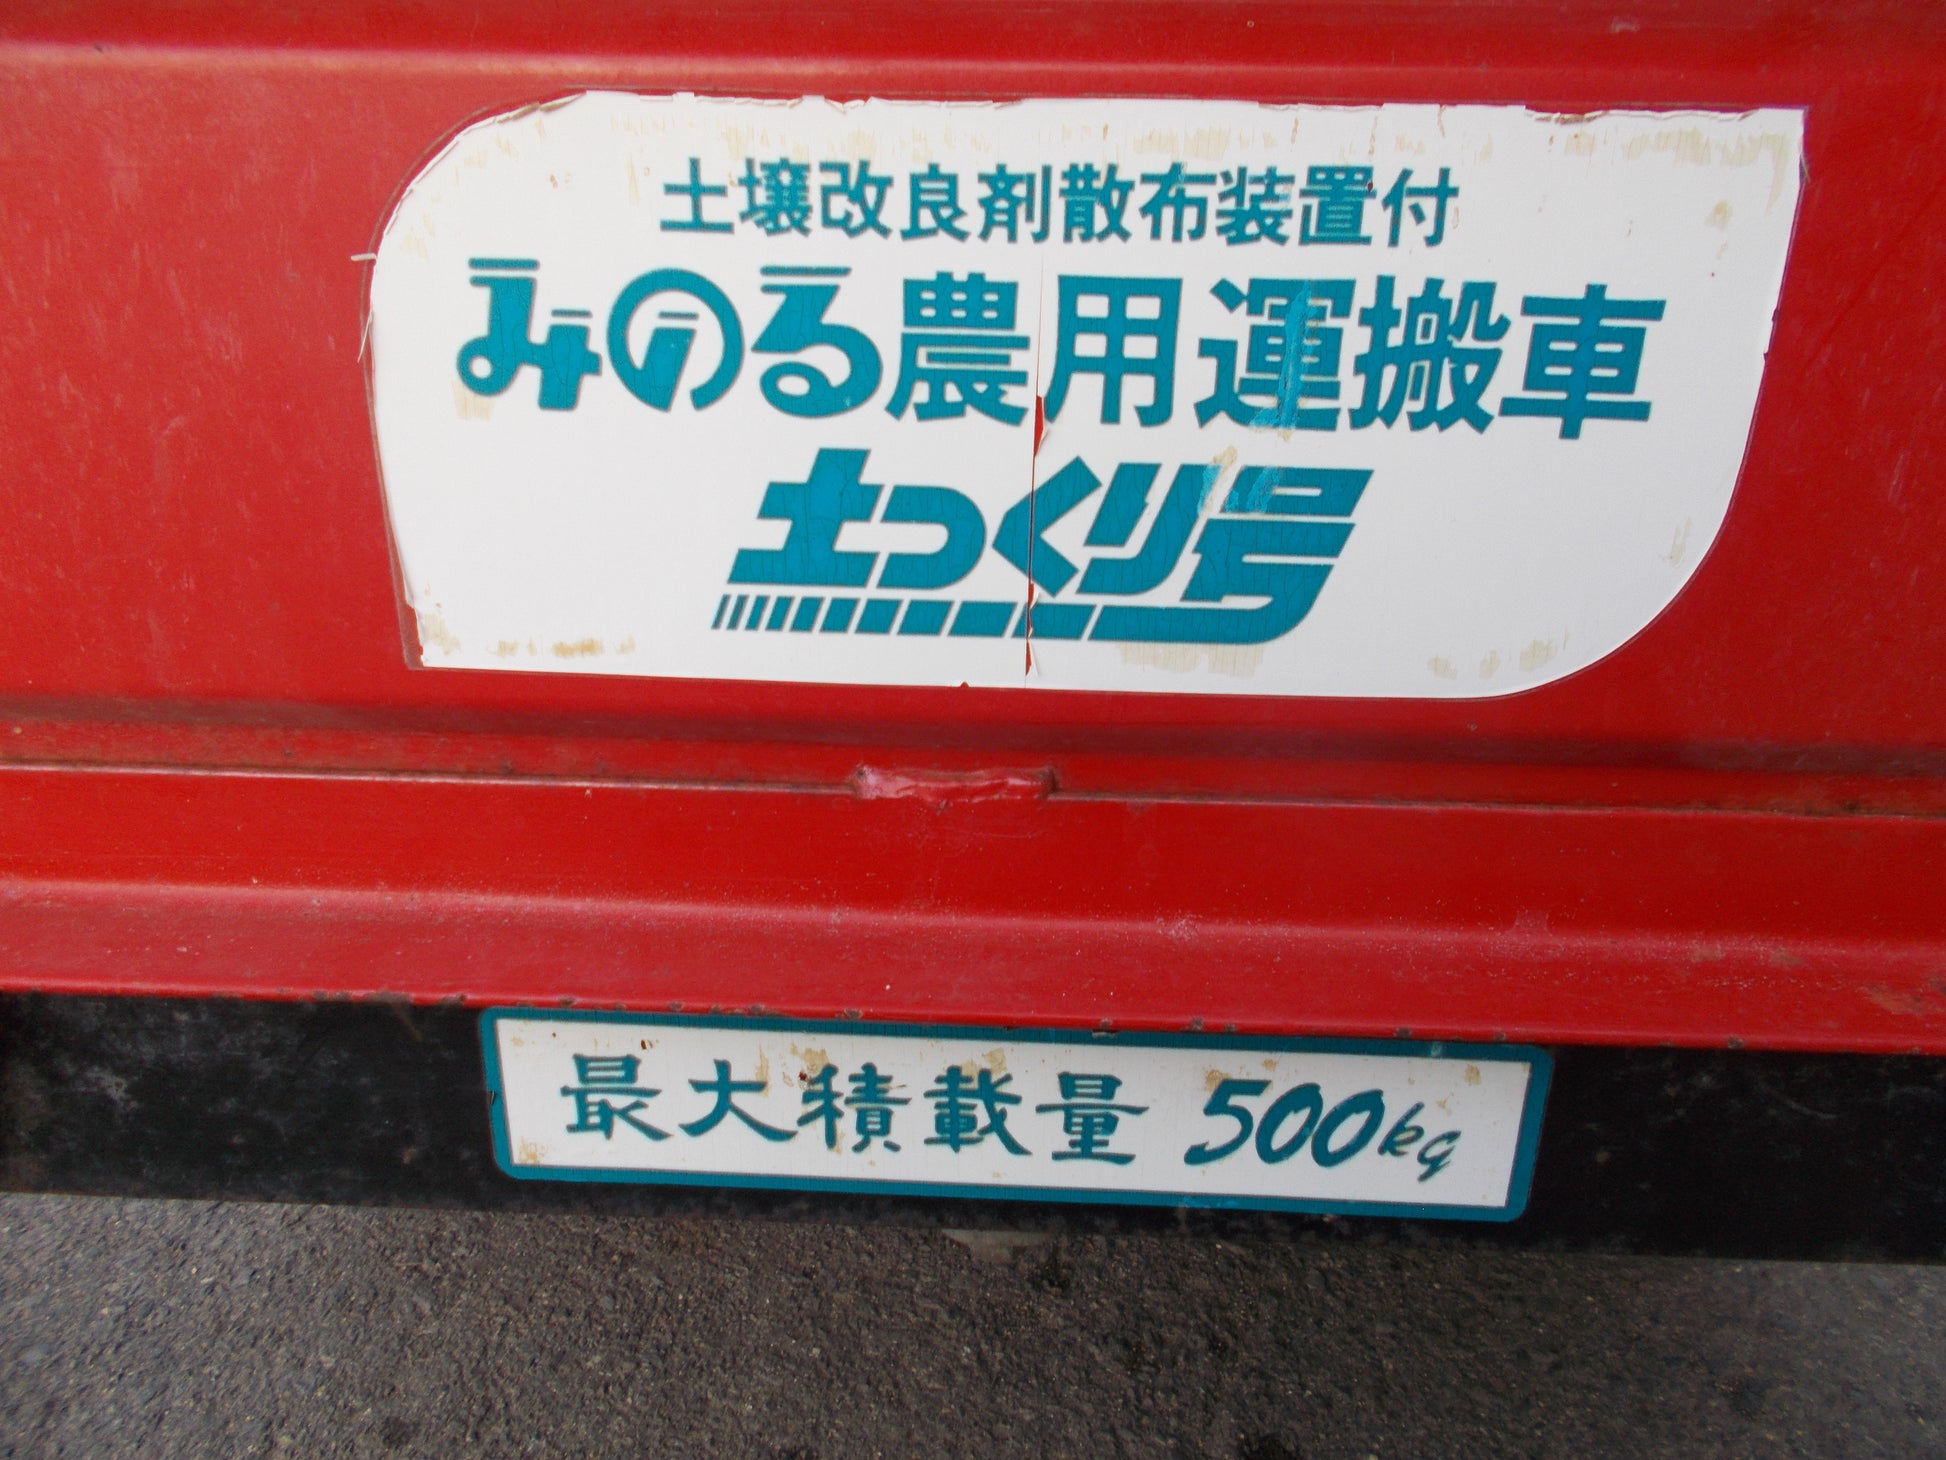 土壌改良剤散布装置付
みのる農用運搬車
土つくり号
最大積載量 500kg